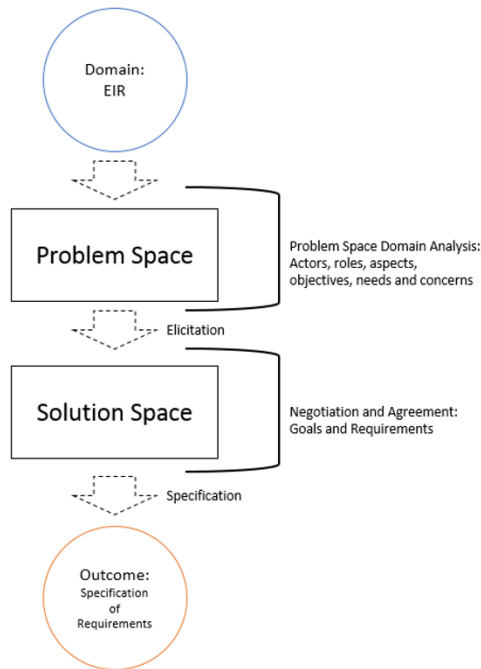 Domain:
EIR
Problem Space
Problem Space Domain Analysis:
Actors, roles, aspects,
objectives, needs and concerns
Elicitation
Solution Space
Negotiation and Agreement:
Goals and Requirements
Specification
Outcome:
Specification
of
Requirements